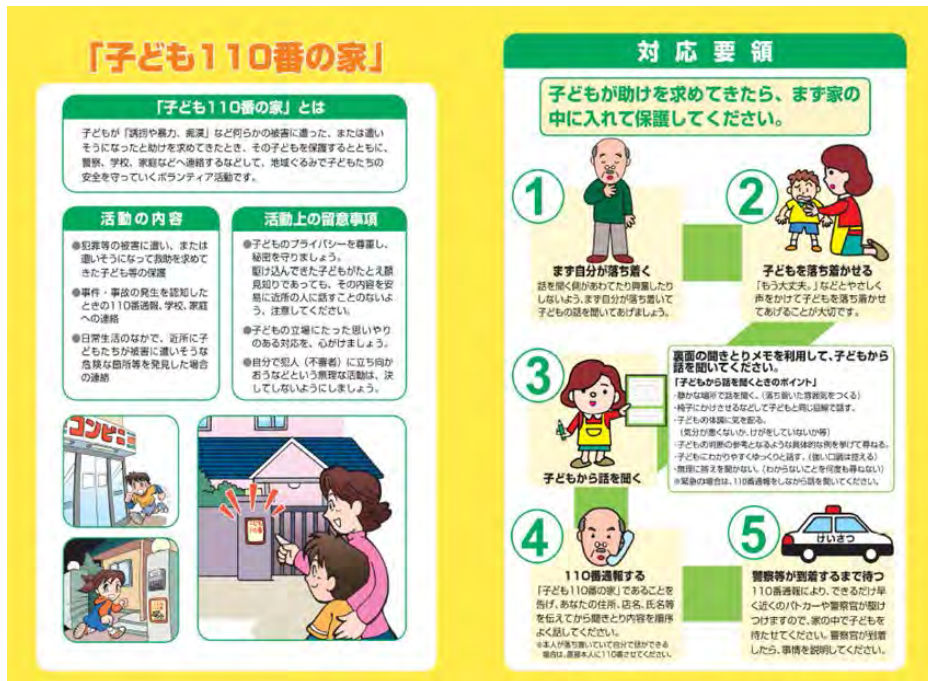 「子ども110番の家」
「子ども110番の家」とは
子どもが「誘拐や暴力、痴漢」など何らかの被害に遭った、または遭い
そうになったと助けを求めてきたとき、その子どもを保護するとともに、
警察、学校、家庭などへ連絡するなどして、地域ぐるみで子どもたちの
安全を守っていくボランティア活動です。
活動の内容
●犯罪等の被害に遭い、または
遭いそうになって救助を求めて
きた子ども等の保護
●事件・事故の発生を認知した
ときの110番通報、学校、家庭
への連絡
●日常生活のなかで、近所に子
どもたちが被害に遭いそうな
危険な箇所等を発見した場合
の連絡
活動上の留意事項
●子どものプライバシーを尊重し、
秘密を守りましょう。
駆け込んできた子どもがたとえ顔
見知りであっても、その内容を安
易に近所の人に話すことのないよ
う、注意してください。
●子どもの立場にたった思いやり
のある対応を、心がけましょう。
●自分で犯人(不審者)に立ち向か
おうなどという無理な活動は、決
してしないようにしましょう。
コンビニ
対応要領
子どもが助けを求めてきたら、まず家の
中に入れて保護してください。
1
まず自分が落ち着く
話を聞く側があわてたり興奮したり
しないよう、まず自分が落ち着いて
子どもの話を聞いてあげましょう。
2
子どもを落ち着かせる
「もう大丈夫。」などとやさしく
声をかけて子どもを落ち着かせ
てあげることが大切です。
3
子どもから話を聞く
裏面の聞きとりメモを利用して、子どもから
話を聞いてください。
「子どもから話を聞くときのポイント」
・静かな場所で話を聞く。(落ち着いた雰囲気をつくる)
・椅子にかけさせるなどして子どもと同じ目線で話す。
・子どもの体調に気を配る。
(気分が悪くないか、けがをしていないか等)
・子どもの判断の参考となるような具体的な例を挙げて尋ねる。
・子どもにわかりやすくゆっくりと話す。(強い口調は控える)
・無理に答えを聞かない。(わからないことを何度も尋ねない)
※緊急の場合は、110番通報をしながら話を聞いてください。
4
110番通報する
「子ども110番の家」であることを
告げ、あなたの住所、店名、氏名等
を伝えてから聞きとり内容を順序
よく話してください。
※本人が落ち着いていて自分で話ができる
場合は、直接本人に110番させてください。
5
けいさつ
警察等が到着するまで待つ
110番通報により、できるだけ早
く近くのパトカーや警察官が駆け
つけますので、家の中で子どもを
待たせてください。警察官が到着
したら、事情を説明してください。